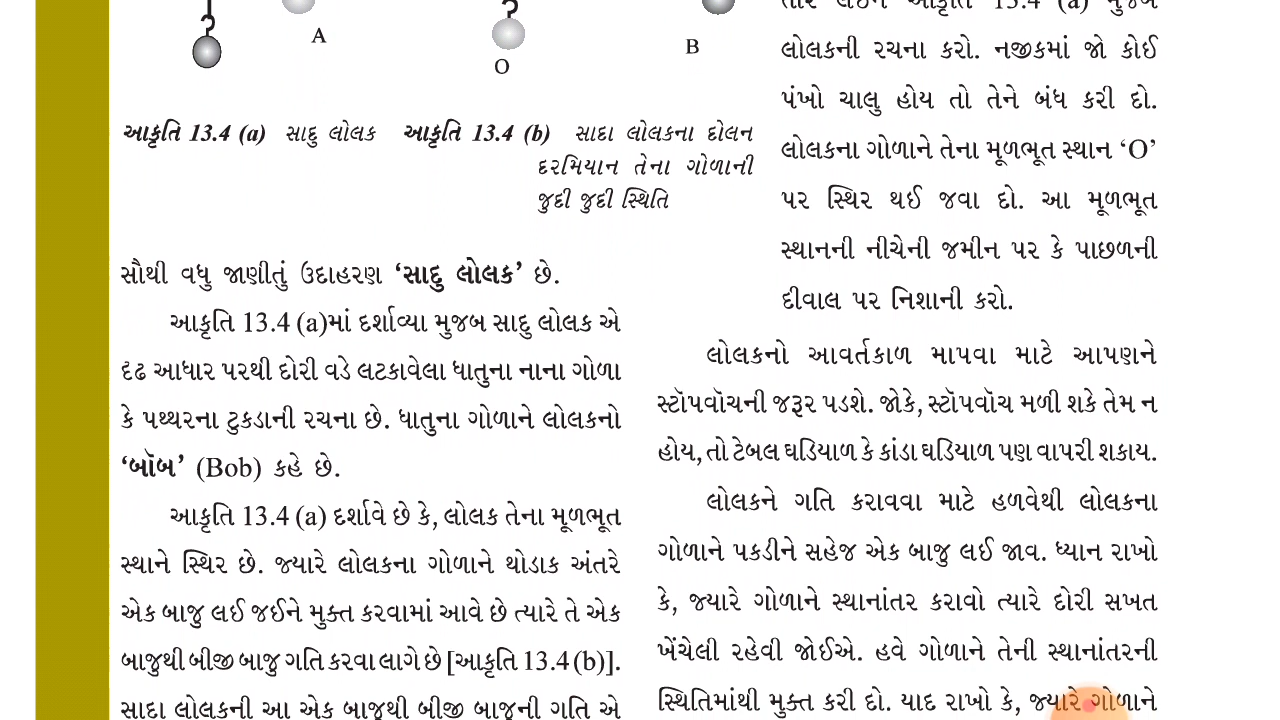 A
O
B
આકૃતિ 13.4 (a) સાદુ લોલક
આકૃતિ 13.4 (b) સાદા લોલકના દોલન
દરમિયાન તેના ગોળાની
જુદી જુદી સ્થિતિ
સૌથી વધુ જાણીતું ઉદાહરણ ‘સાદુ લોલક’ છે.
આકૃતિ 13.4 (a)માં દર્શાવ્યા મુજબ સાદુ લોલક એ
દૃઢ આધાર પરથી દોરી વડે લટકાવેલા ધાતુના નાના ગોળા
કે પથ્થરના ટુકડાની રચના છે. ધાતુના ગોળાને લોલકનો
‘બૉબ’ (Bob) કહે છે.
આકૃતિ 13.4 (a) દર્શાવે છે કે, લોલક તેના મૂળભૂત
સ્થાને સ્થિર છે. જ્યારે લોલકના ગોળાને થોડાક અંતરે
એક બાજુ લઈ જઈને મુક્ત કરવામાં આવે છે ત્યારે તે એક
બાજુથી બીજી બાજુ ગતિ કરવા લાગે છે [આકૃતિ 13.4 (b)].
સાદા લોલકની આ એક બાજુથી બીજી બાજુની ગતિ એ
તાર લઈને આકૃતિ 13.4 (a) મુજબ
લોલકની રચના કરો. નજીકમાં જો કોઈ
પંખો ચાલુ હોય તો તેને બંધ કરી દો.
લોલકના ગોળાને તેના મૂળભૂત સ્થાન ‘O’
પર સ્થિર થઈ જવા દો. આ મૂળભૂત
સ્થાનની નીચેની જમીન પર કે પાછળની
દીવાલ પર નિશાની કરો.
લોલકનો આવર્તકાળ માપવા માટે આપણને
સ્ટૉપવૉચની જરૂર પડશે. જોકે, સ્ટૉપવૉચ મળી શકે તેમ ન
હોય, તો ટેબલ ઘડિયાળ કે કાંડા ઘડિયાળ પણ વાપરી શકાય.
લોલકને ગતિ કરાવવા માટે હળવેથી લોલકના
ગોળાને પકડીને સહેજ એક બાજુ લઈ જાવ. ધ્યાન રાખો
કે, જ્યારે ગોળાને સ્થાનાંતર કરાવો ત્યારે દોરી સખત
ખેંચેલી રહેવી જોઈએ. હવે ગોળાને તેની સ્થાનાંતરની
સ્થિતિમાંથી મુક્ત કરી દો. યાદ રાખો કે, જ્યારે ગોળાને